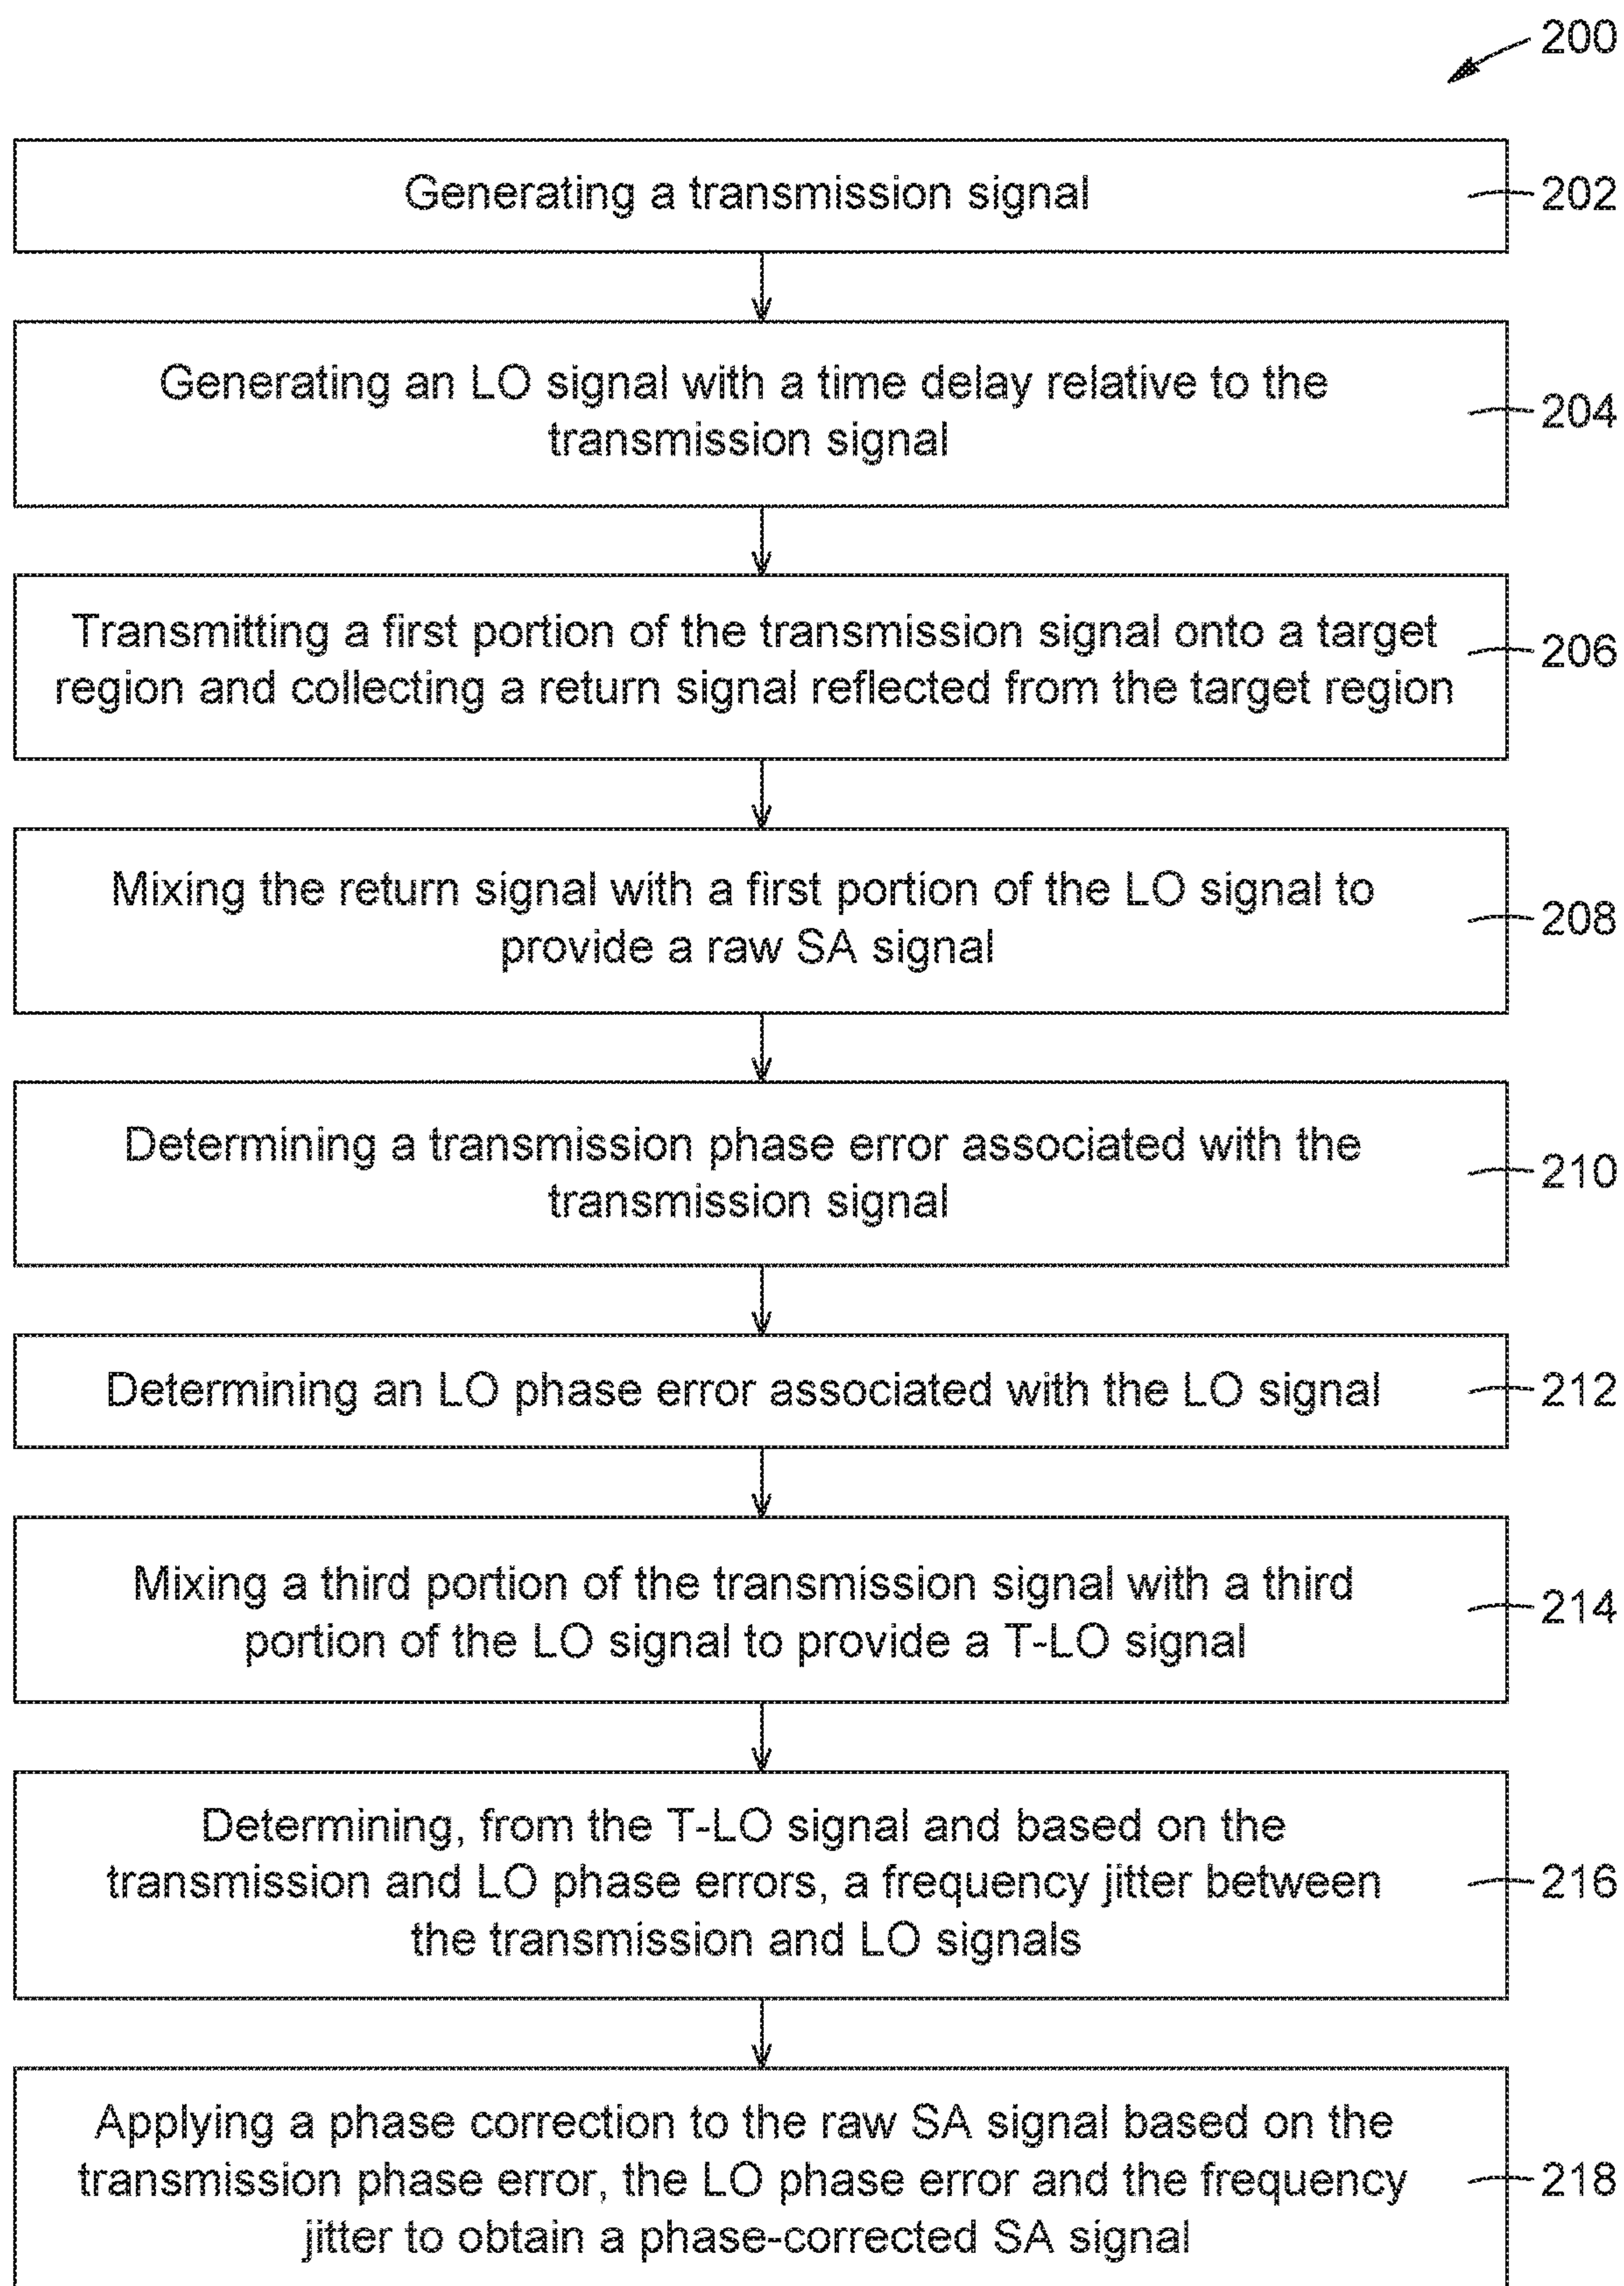 200
Generating a transmission signal
202
Generating an LO signal with a time delay relative to the
transmission signal
204
Transmitting a first portion of the transmission signal onto a target
region and collecting a return signal reflected from the target region
206
Mixing the return signal with a first portion of the LO signal to
provide a raw SA signal
208
Determining a transmission phase error associated with the
transmission signal
210
Determining an LO phase error associated with the LO signal
212
Mixing a third portion of the transmission signal with a third
portion of the LO signal to provide a T-LO signal
214
Determining, from the T-LO signal and based on the
transmission and LO phase errors, a frequency jitter between
the transmission and LO signals
216
Applying a phase correction to the raw SA signal based on the
transmission phase error, the LO phase error and the frequency
jitter to obtain a phase-corrected SA signal
218